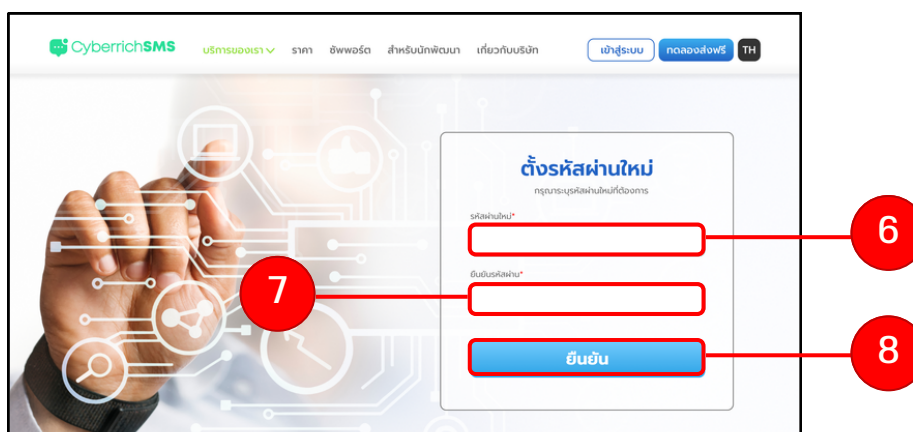 CyberrichSMS บริการของเรา ราคา ซัพพอร์ต สำหรับนักพัฒนา เกี่ยวกับบริษัท เข้าสู่ระบบ ทดลองส่งฟรี TH
ตั้งรหัสผ่านใหม่
กรุณาระบุรหัสผ่านใหม่ที่ต้องการ
รหัสผ่านใหม่*
6
ยืนยันรหัสผ่าน*
7
ยืนยัน
8